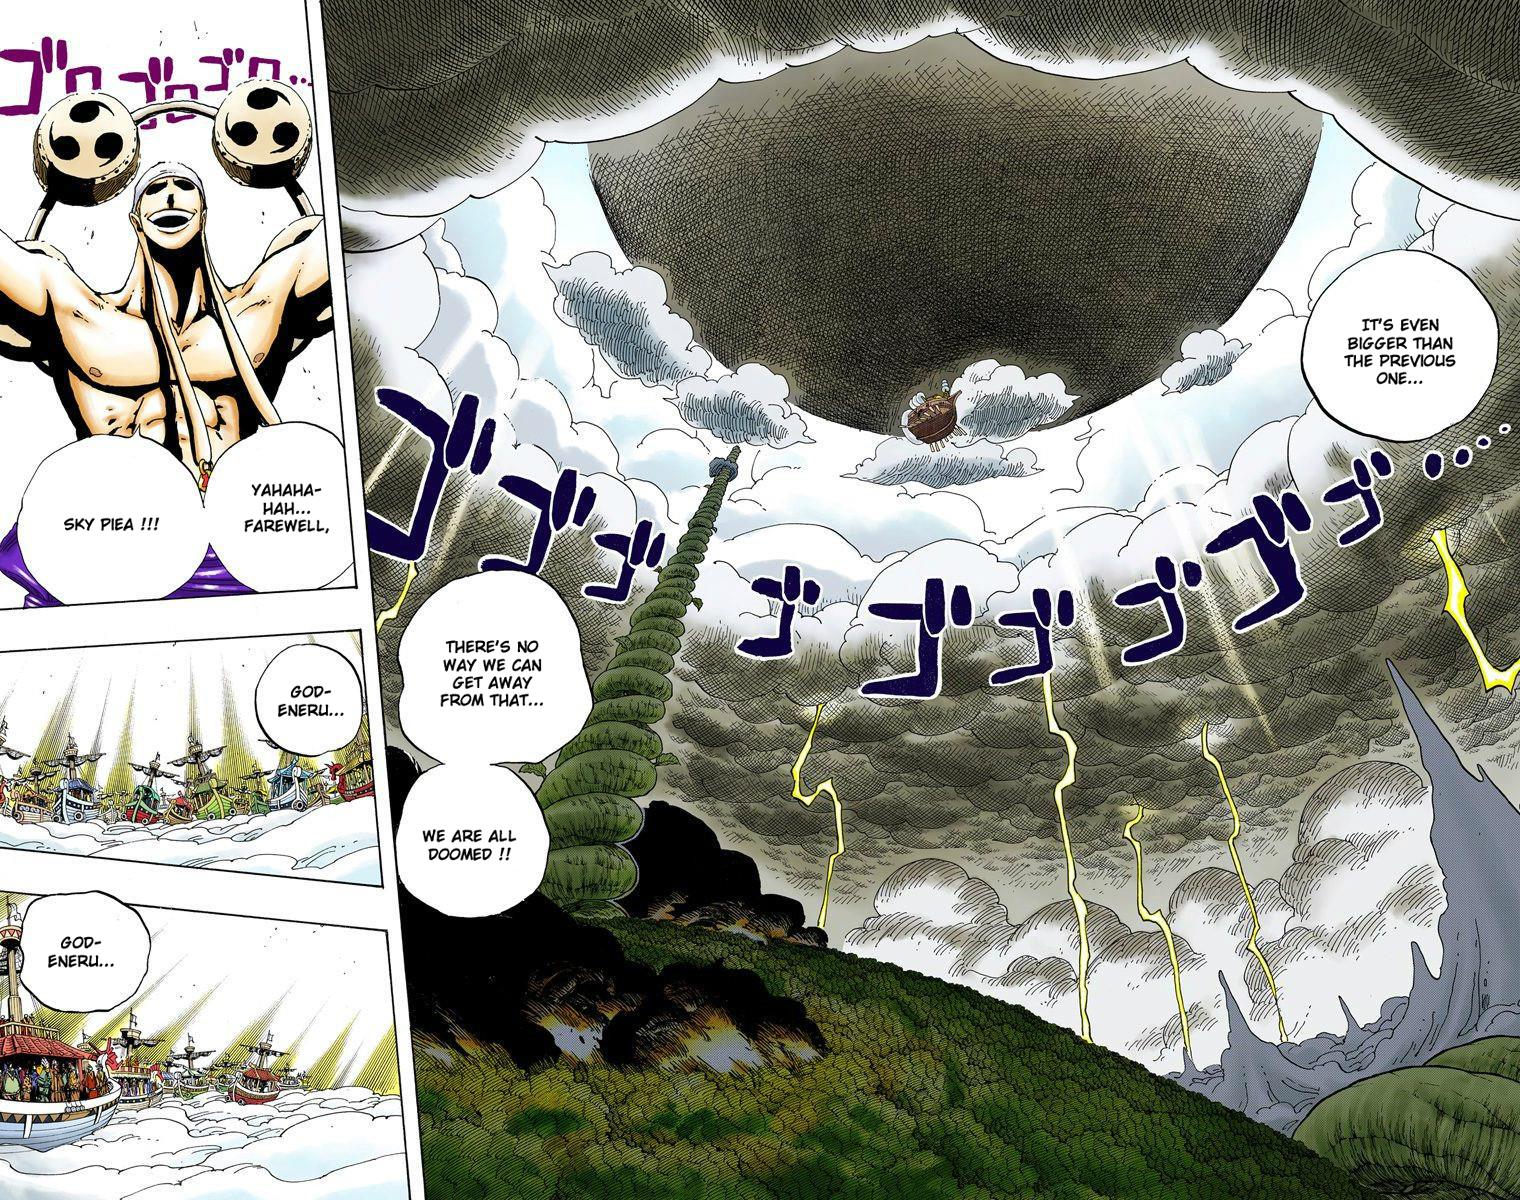 IT'S EVEN
BIGGER THAN
THE PREVIOUS
ONE...
ゴゴゴゴゴゴゴゴゴ......
THERE'S NO
WAY WE CAN
GET AWAY
FROM THAT...
WE ARE ALL
DOOMED !!
ゴロゴロゴロ...
YAHAHA-
HAH...
FAREWELL,
SKY PIEA !!!
GOD-
ENERU...
GOD-
ENERU...